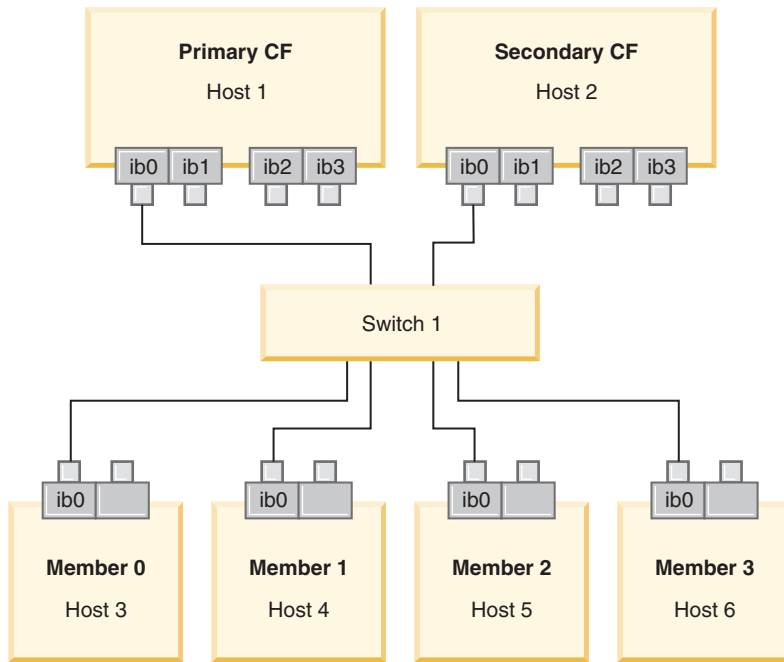 Primary CF
Host 1
ib0 ib1 ib2 ib3
Secondary CF
Host 2
ib0 ib1 ib2 ib3
Switch 1
ib0
Member 0
Host 3
ib0
Member 1
Host 4
ib0
Member 2
Host 5
ib0
Member 3
Host 6